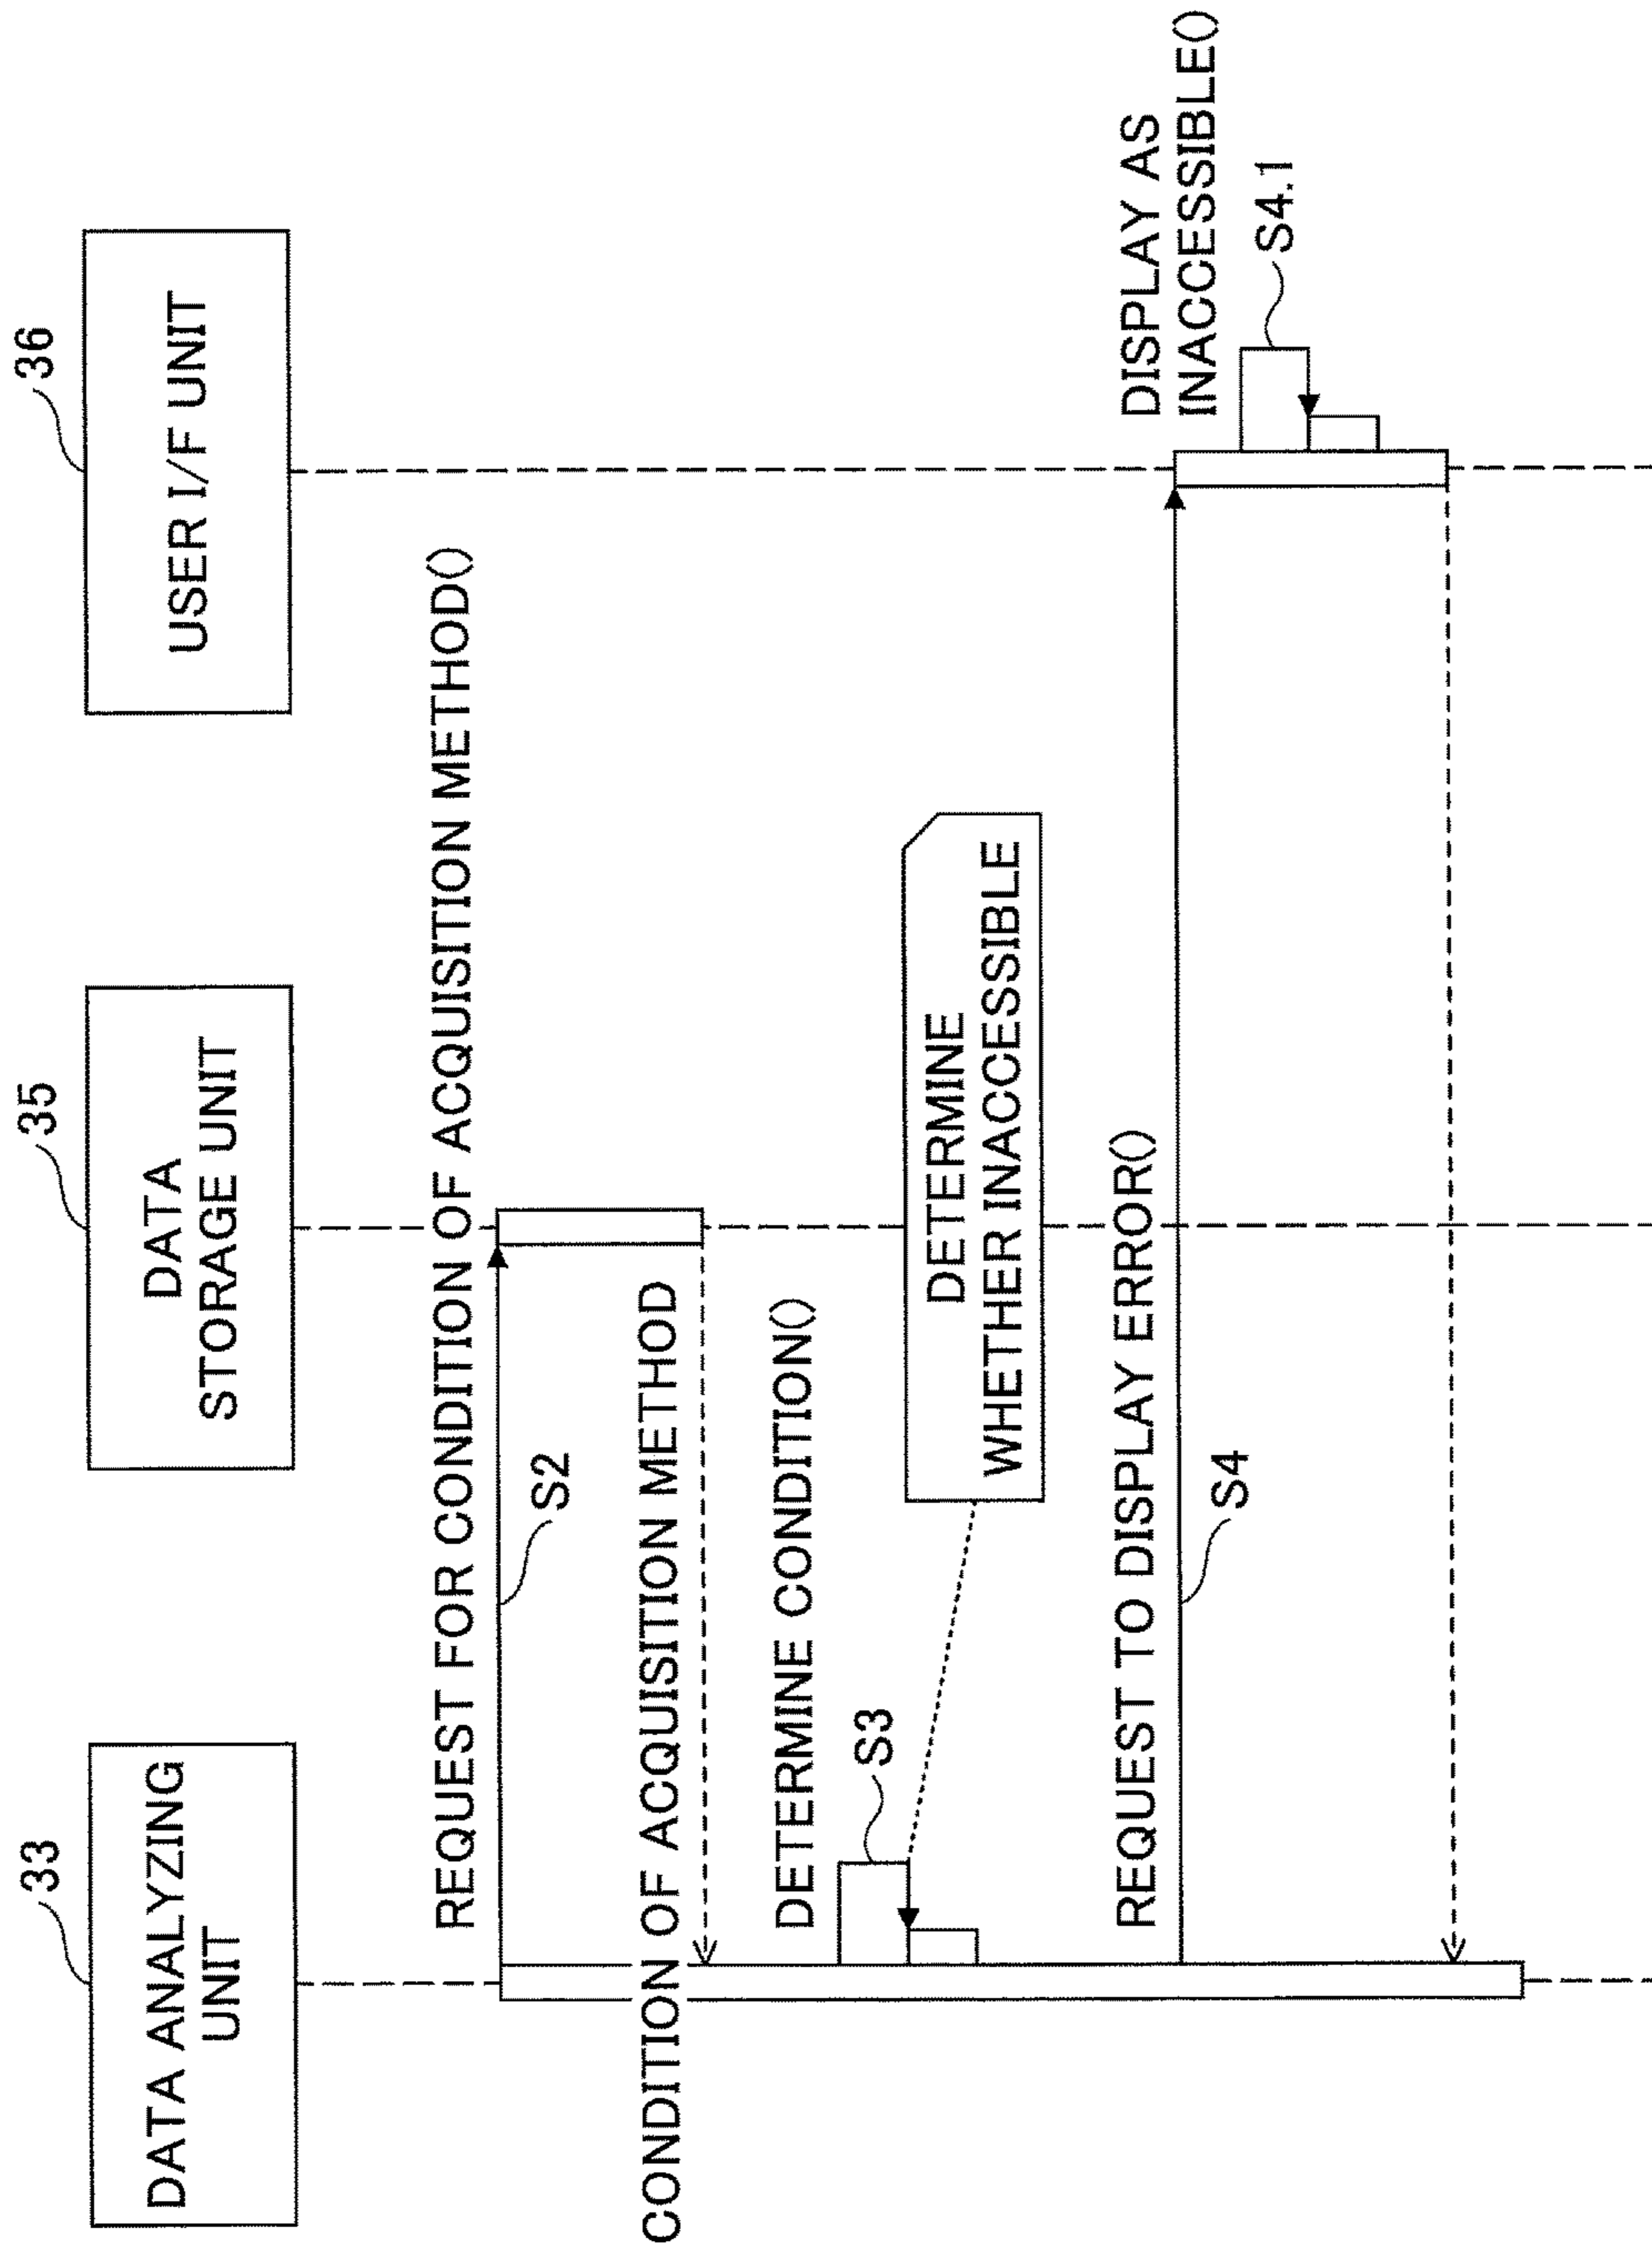 33
DATA ANALYZING
UNIT
35
DATA
STORAGE UNIT
36
USER I/F UNIT
REQUEST FOR CONDITION OF ACQUISITION METHOD()
S2
CONDITION OF ACQUISITION METHOD
DETERMINE CONDITION()
S3
DETERMINE
WHETHER INACCESSIBLE
REQUEST TO DISPLAY ERROR()
S4
DISPLAY AS
INACCESSIBLE()
S4.1